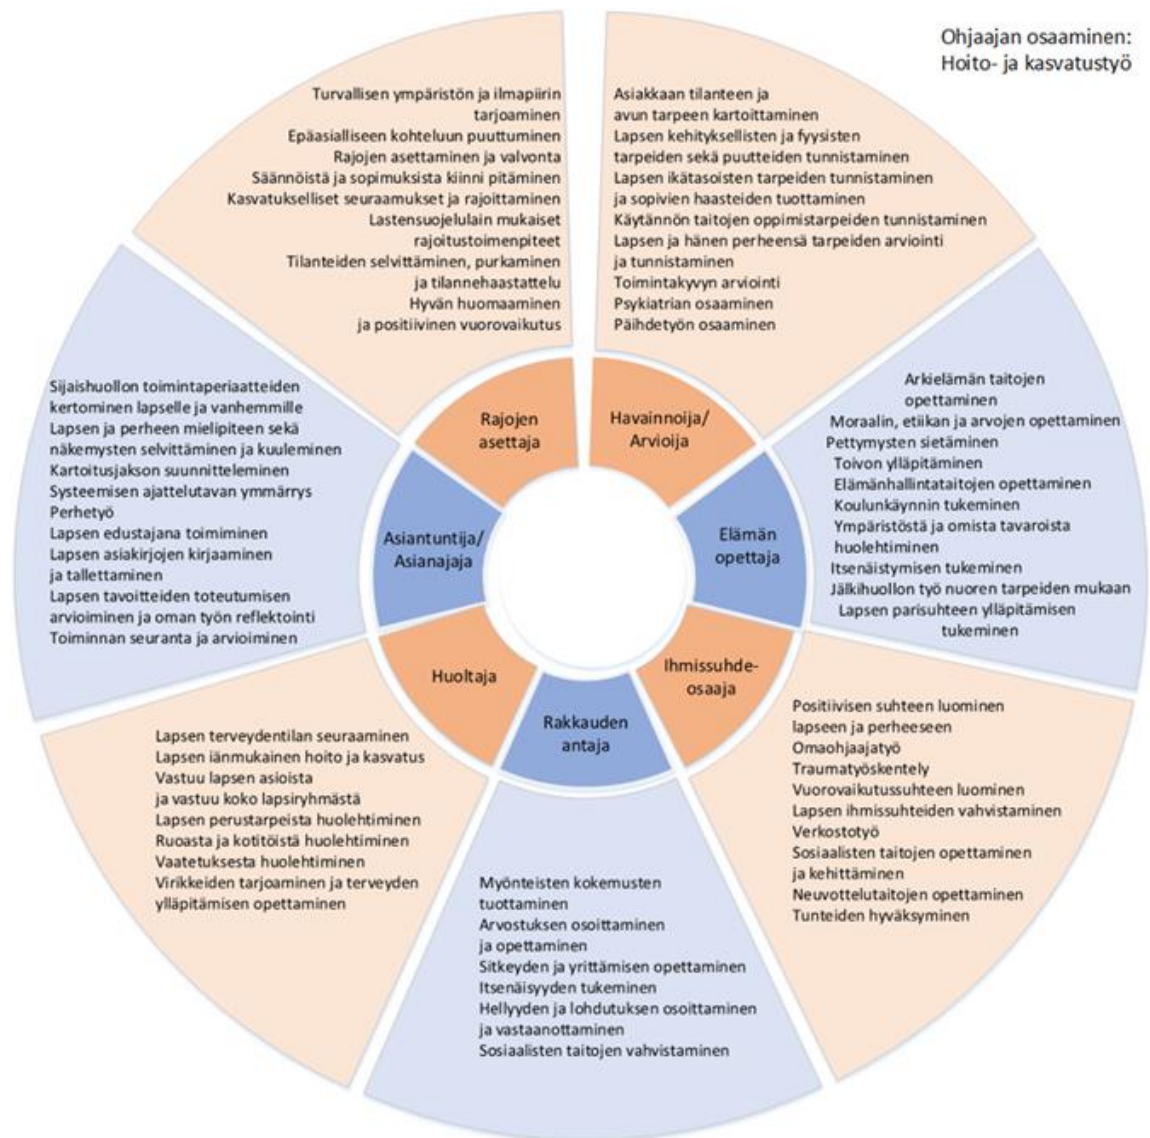 Ohjaajan osaaminen:
Hoito- ja kasvatustyö
Asiakkaan tilanteen ja
avun tarpeen kartoittaminen
Lapsen kehityksellisten ja fyysisten
tarpeiden sekä puutteiden tunnistaminen
Lapsen ikätasoisten tarpeiden tunnistaminen
ja sopivien haasteiden tuottaminen
Käytännön taitojen oppimistarpeiden tunnistaminen
Lapsen ja hänen perheensä tarpeiden arviointi
ja tunnistaminen
Toimintakyvyn arviointi
Psykiatrian osaaminen
Päihdetyön osaaminen
Havainnoija/
Arvioija
Arkielämän taitojen
opettaminen
Moraalin, etiikan ja arvojen opettaminen
Pettymysten sietäminen
Toivon ylläpitäminen
Elämänhallintataitojen opettaminen
Koulunkäynnin tukeminen
Ympäristöstä ja omista tavaroista
huolehtiminen
Itsenäistymisen tukeminen
Jälkihuollon työ nuoren tarpeiden mukaan
Lapsen parisuhteen ylläpitämisen
tukeminen
Elämän
opettaja
Positiivisen suhteen luominen
lapseen ja perheeseen
Omaohjaajatyö
Traumatyöskentely
Vuorovaikutussuhteen luominen
Lapsen ihmissuhteiden vahvistaminen
Verkostotyö
Sosiaalisten taitojen opettaminen
ja kehittäminen
Neuvottelutaitojen opettaminen
Tunteiden hyväksyminen
Ihmissuhde-
osaaja
Myönteisten kokemusten
tuottaminen
Arvostuksen osoittaminen
ja opettaminen
Sitkeyden ja yrittämisen opettaminen
Itsenäisyyden tukeminen
Hellyyden ja lohdutuksen osoittaminen
ja vastaanottaminen
Sosiaalisten taitojen vahvistaminen
Rakkauden
antaja
Lapsen terveydentilan seuraaminen
Lapsen iänmukainen hoito ja kasvatus
Vastuu lapsen asioista
ja vastuu koko lapsiryhmästä
Lapsen perustarpeista huolehtiminen
Ruoasta ja kotitöistä huolehtiminen
Vaatetuksesta huolehtiminen
Virikkeiden tarjoaminen ja terveyden
ylläpitämisen opettaminen
Huoltaja
Sijaishuollon toimintaperiaatteiden
kertominen lapselle ja vanhemmille
Lapsen ja perheen mielipiteen sekä
näkemysten selvittäminen ja kuuleminen
Kartoitusjakson suunnitteleminen
Systeemisen ajattelutavan ymmärrys
Perhetyö
Lapsen edustajana toimiminen
Lapsen asiakirjojen kirjaaminen
ja tallettaminen
Lapsen tavoitteiden toteutumisen
arvioiminen ja oman työn reflektointi
Toiminnan seuranta ja arvioiminen
Asiantuntija/
Asianajaja
Turvallisen ympäristön ja ilmapiirin
tarjoaminen
Epäasialliseen kohteluun puuttuminen
Rajojen asettaminen ja valvonta
Säännöistä ja sopimuksista kiinni pitäminen
Kasvatukselliset seuraamukset ja rajoittaminen
Lastensuojelulain mukaiset
rajoitustoimenpiteet
Tilanteiden selvittäminen, purkaminen
ja tilannehaastattelu
Hyvän huomaaminen
ja positiivinen vuorovaikutus
Rajojen
asettaja